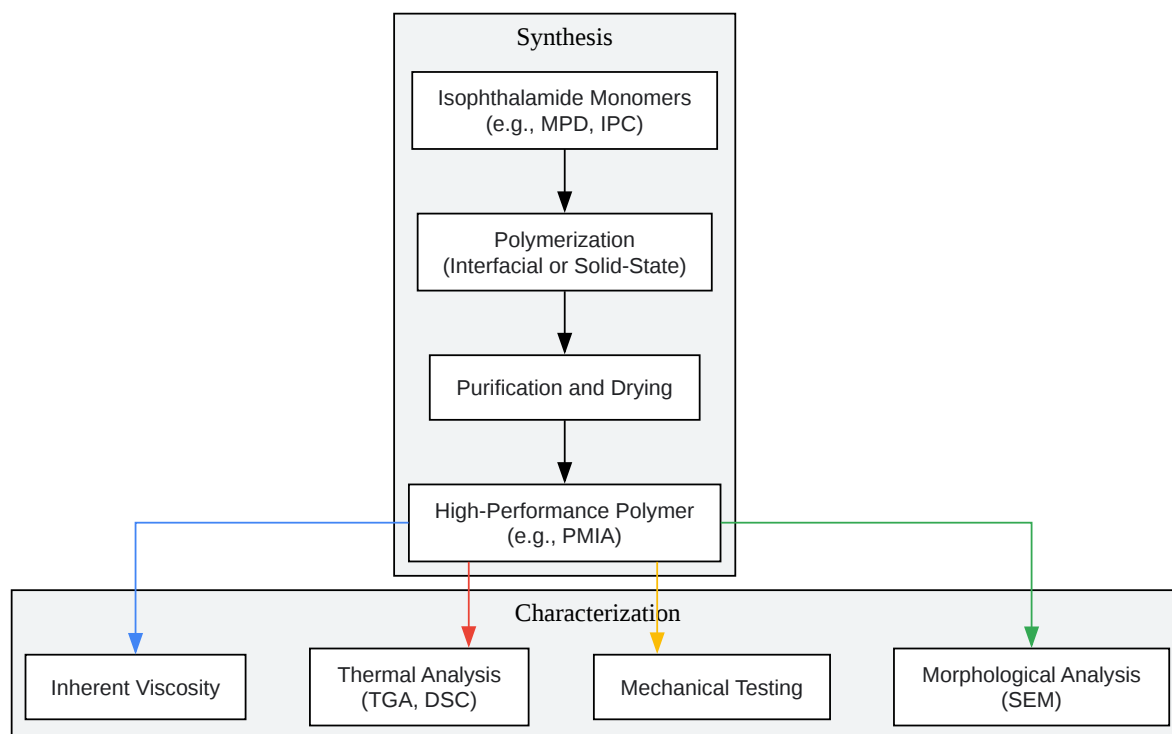 Synthesis
Isophthalamide Monomers
(e.g., MPD, IPC)
Polymerization
(Interfacial or Solid-State)
Purification and Drying
High-Performance Polymer
(e.g., PMIA)
Characterization
Inherent Viscosity
Thermal Analysis
(TGA, DSC)
Mechanical Testing
Morphological Analysis
(SEM)